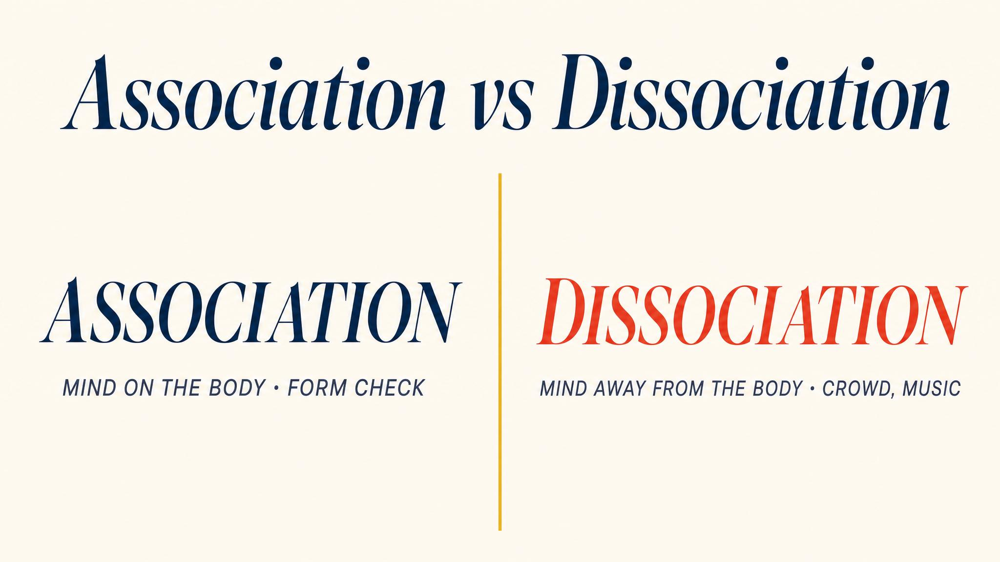 Association vs Dissociation
ASSOCIATION
MIND ON THE BODY • FORM CHECK
DISSOCIATION
MIND AWAY FROM THE BODY • CROWD, MUSIC